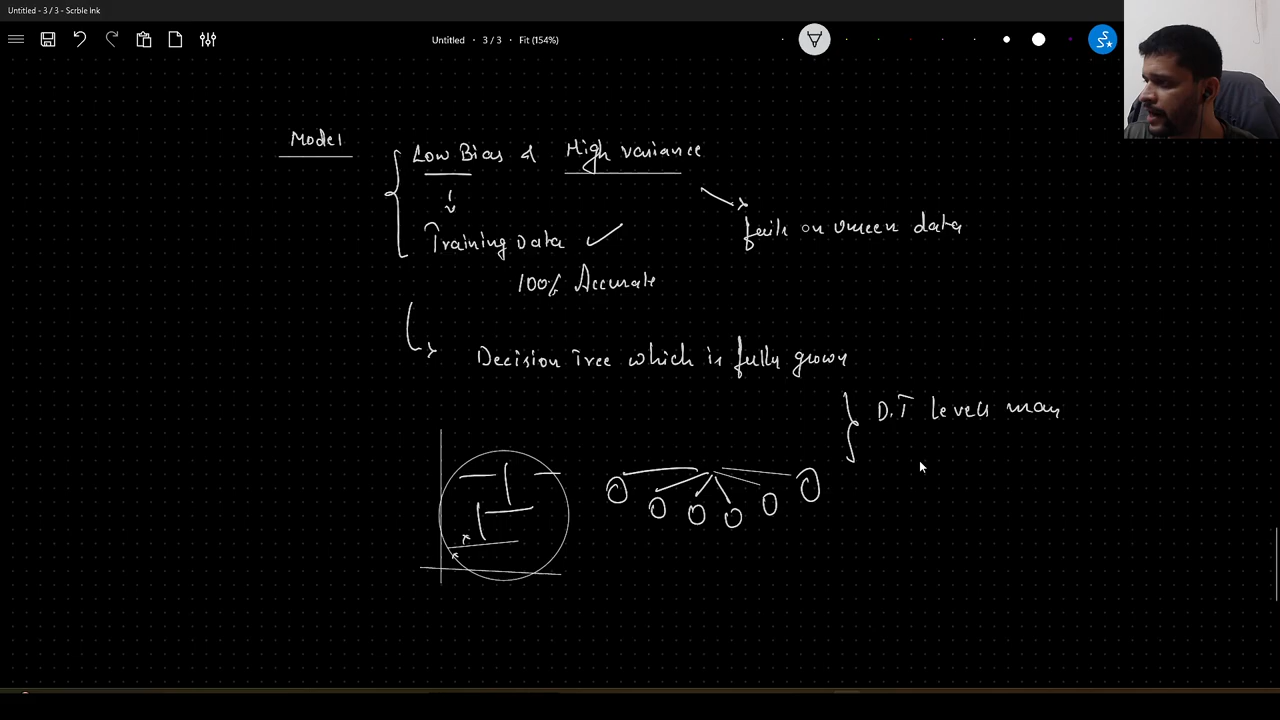 Untitled - 3 / 3 - Scrble Ink
Untitled • 3 / 3 • Fit (154%)
Model
Low Bias & High variance
Training Data
fails on unseen data
100% Accurate
Decision Tree which is fully grown
D.T levels max